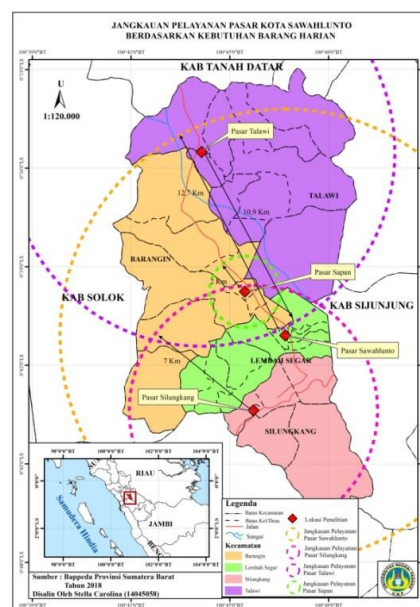 JANGKAUAN PELAYANAN PASAR KOTA SAWAHLUNTO
BERDASARKAN KEBUTUHAN BARANG HARIAN
KAB TANAH DATAR
U
1:120.000
Pasar Talawi
12,7 Km
10,9 Km
TALAWI
BARANGIN
Pasar Sapan
2 Km
KAB SOLOK
KAB SIJUNJUNG
Pasar Sawahlunto
LEMBAH SEGAR
7 Km
Pasar Silungkang
SILUNGKANG
RIAU
JAMBI
Samudera Hindia
Legenda
Batas Kecamatan
Batas Kel/Desa
Jalan
Sungai
Kecamatan
Barangin
Lembah Segar
Silungkang
Talawi
Lokasi Penelitian
Jangkauan Pelayanan
Pasar Sawahlunto
Jangkauan Pelayanan
Pasar Silungkang
Jangkauan Pelayanan
Pasar Talawi
Jangkauan Pelayanan
Pasar Sapan
Sumber : Bappeda Provinsi Sumatera Barat
Tahun 2018
Disalin Oleh Stella Carolina (14045058)